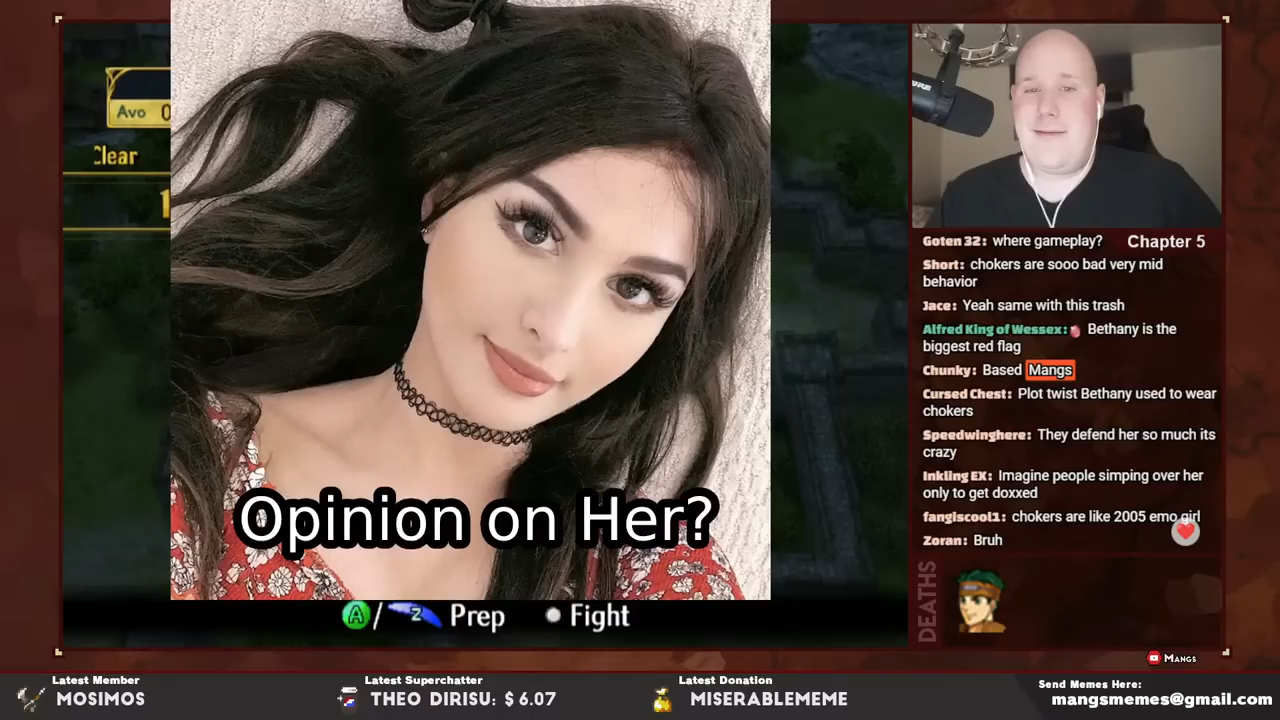 Avo 0
Clear
1
Opinion on Her?
A/Z Prep
Fight
Goten 32: where gameplay?
Chapter 5
Short: chokers are sooo bad very mid
behavior
Jace: Yeah same with this trash
Alfred King of Wessex: Bethany is the
biggest red flag
Chunky: Based Mangs
Cursed Chest: Plot twist Bethany used to wear
chokers
Speedwinghere: They defend her so much its
crazy
Inkling EX: Imagine people simping over her
only to get doxxed
fangiscool1: chokers are like 2005 emo girl
Zoran: Bruh
DEATHS
Mangs
Latest Member
MOSIMOS
Latest Superchatter
THEO DIRISU: $ 6.07
Latest Donation
MISERABLEMEME
Send Memes Here:
mangsmemes@gmail.com